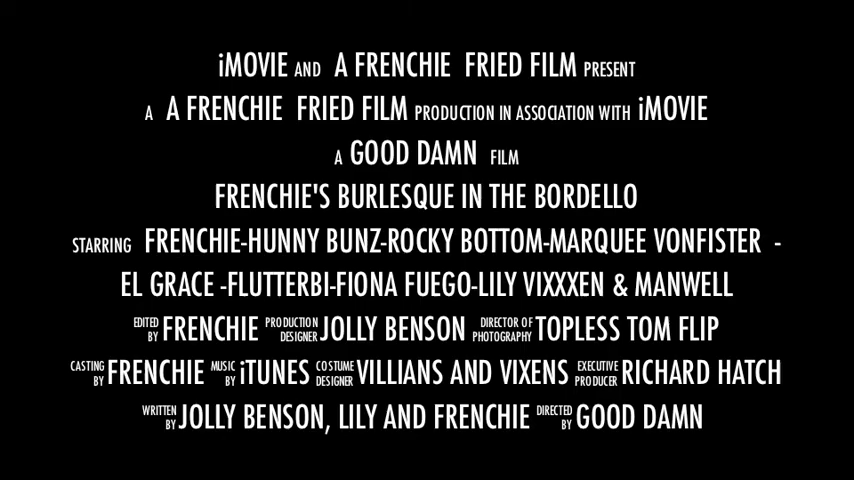 iMOVIE AND A FRENCHIE FRIED FILM PRESENT
A A FRENCHIE FRIED FILM PRODUCTION IN ASSOCIATION WITH iMOVIE
A GOOD DAMN FILM
FRENCHIE'S BURLESQUE IN THE BORDELLO
STARRING FRENCHIE-HUNNY BUNZ-ROCKY BOTTOM-MARQUEE VONFISTER -
EL GRACE -FLUTTERBI-FIONA FUEGO-LILY VIXXXEN & MANWELL
EDITED BY FRENCHIE PRODUCTION DESIGNER JOLLY BENSON DIRECTOR OF PHOTOGRAPHY TOPLESS TOM FLIP
CASTING BY FRENCHIE MUSIC BY iTUNES COSTUME DESIGNER VILLIANS AND VIXENS EXECUTIVE PRODUCER RICHARD HATCH
WRITTEN BY JOLLY BENSON, LILY AND FRENCHIE DIRECTED BY GOOD DAMN